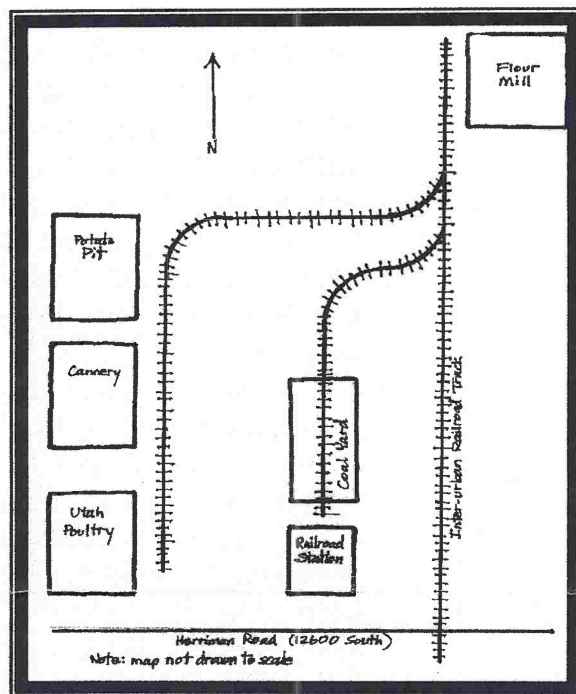 Flour
Mill
N
Potato
Pit
Cannery
Coal Yard
Inter-urban Railroad Track
Utah
Poultry
Railroad
Station
Herriman Road (12600 South)
Note: map not drawn to scale